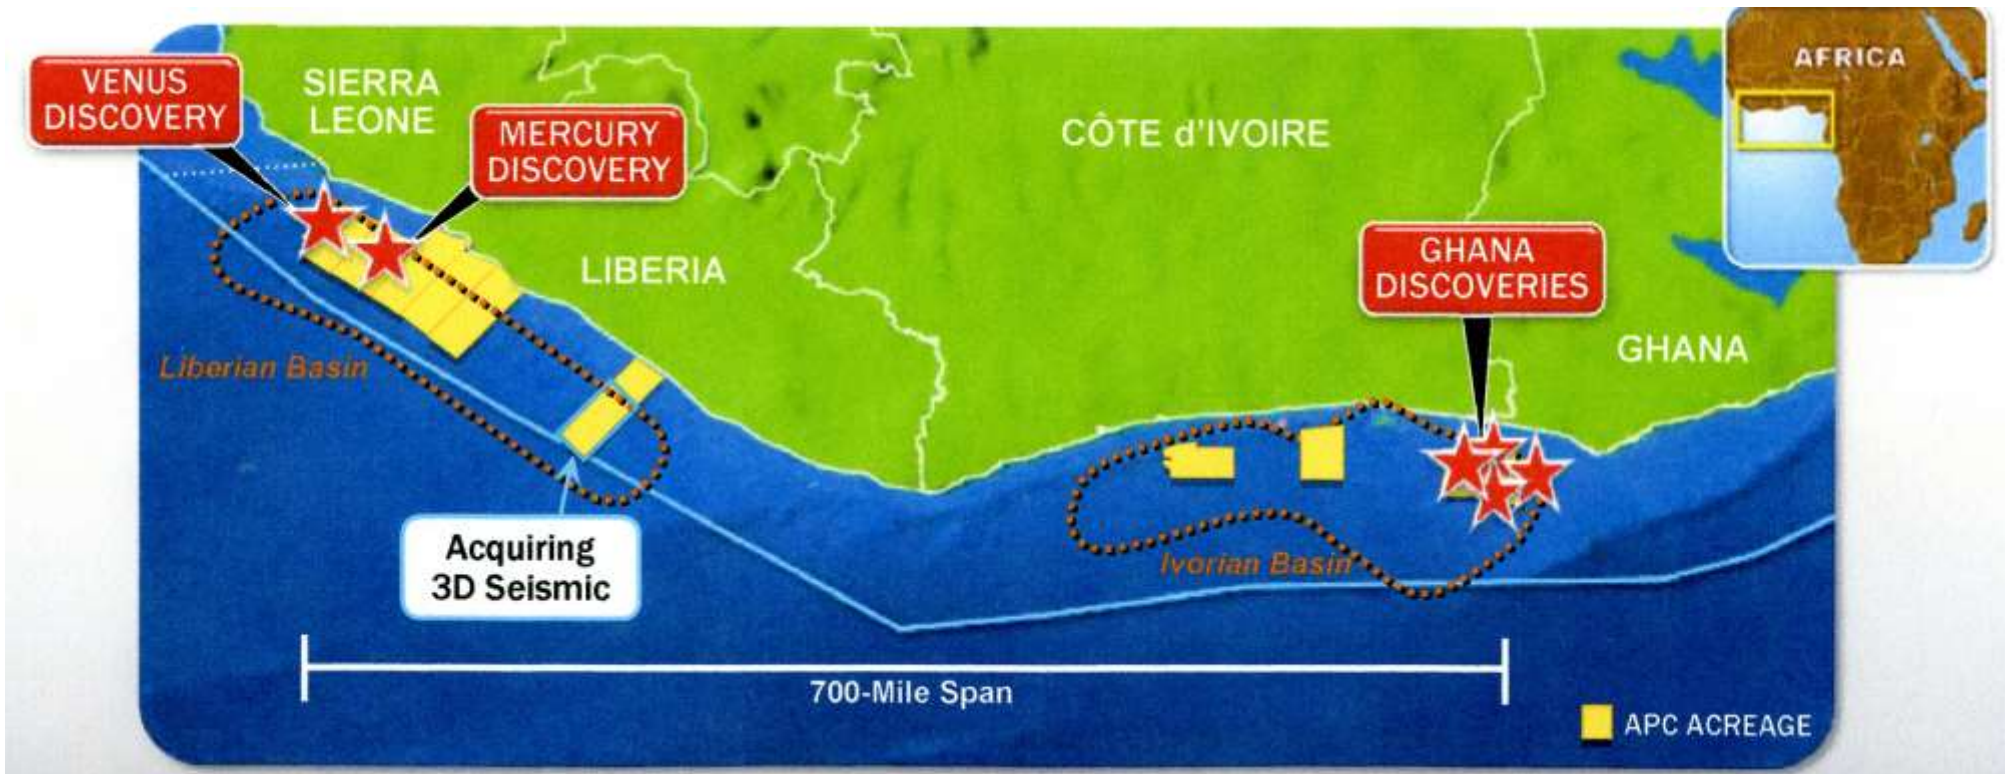 VENUS
DISCOVERY
SIERRA
LEONE
MERCURY
DISCOVERY
CÔTE d'IVOIRE
AFRICA
LIBERIA
GHANA
DISCOVERIES
GHANA
Liberian Basin
Acquiring
3D Seismic
Ivorian Basin
700-Mile Span
APC ACREAGE